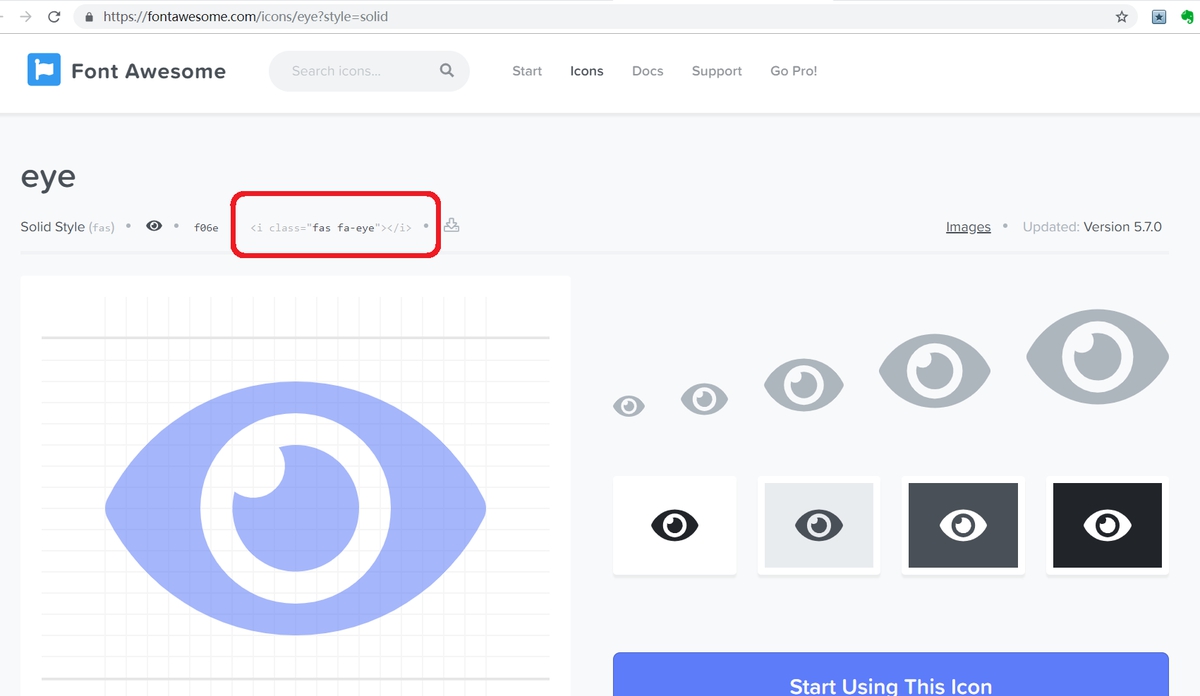 https://fontawesome.com/icons/eye?style=solid
Font Awesome
Search icons...
Start
Icons
Docs
Support
Go Pro!
eye
Solid Style (fas)
f06e
<i class="fas fa-eye"></i>
Images
Updated: Version 5.7.0
Start Using This Icon